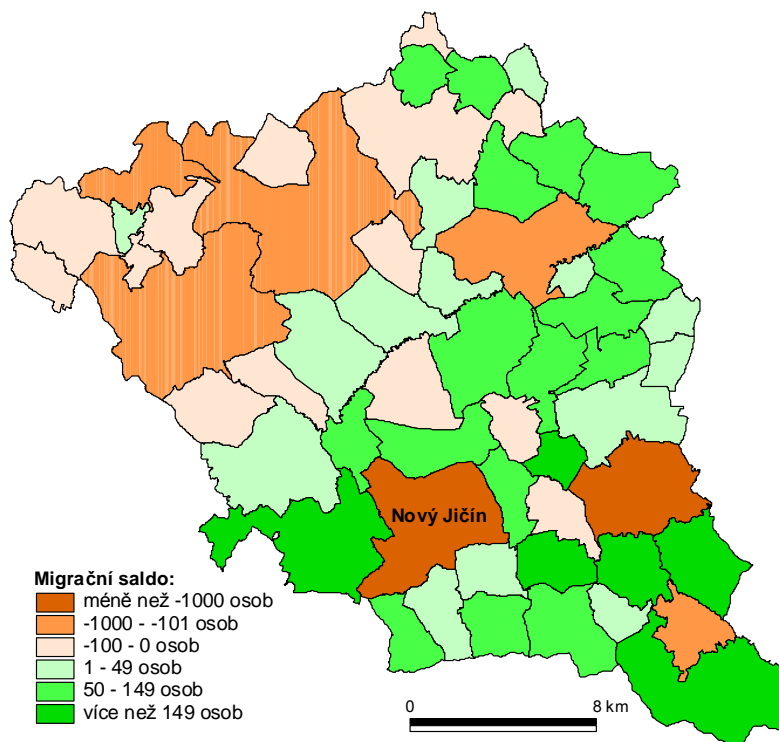 Nový Jičín
Migrační saldo:
méně než -1000 osob
-1000 - -101 osob
-100 - 0 osob
1 - 49 osob
50 - 149 osob
více než 149 osob
0 8 km